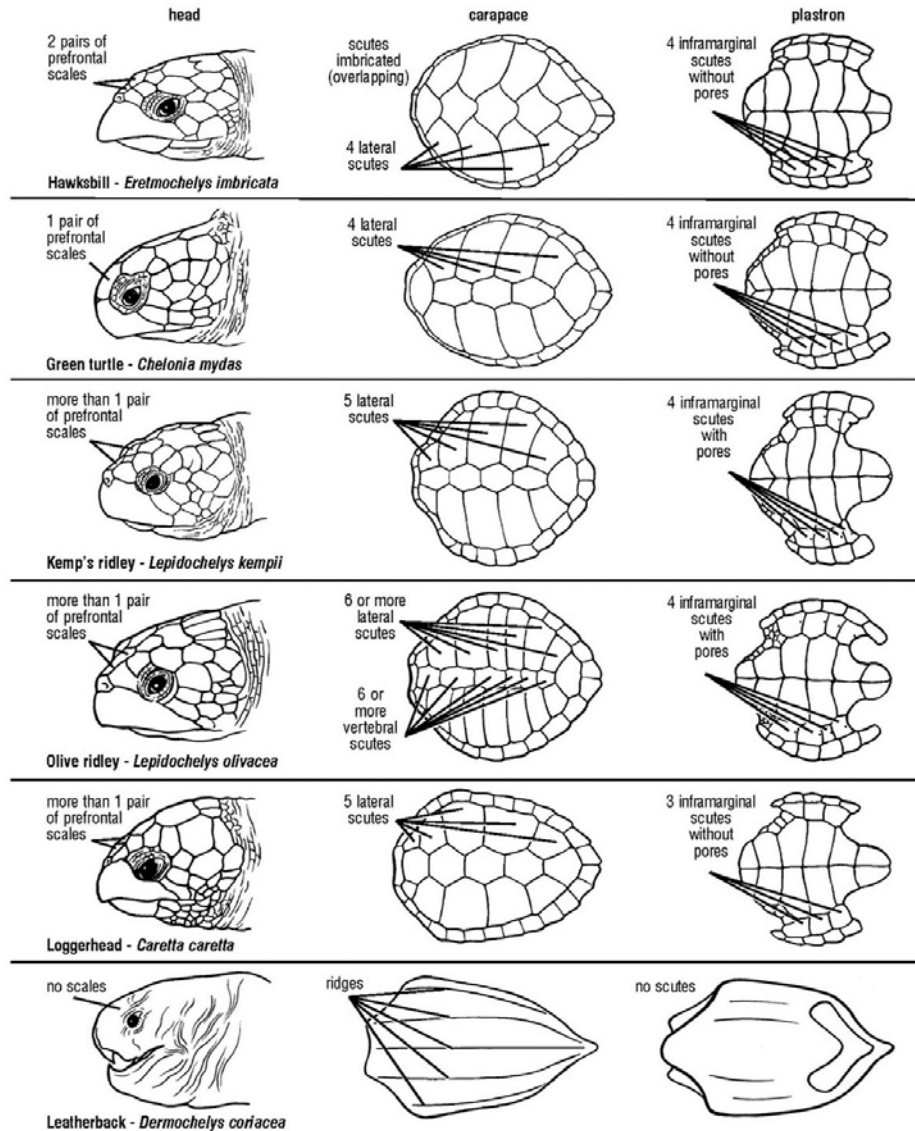 head
carapace
plastron
2 pairs of
prefrontal
scales
scutes
imbricated
(overlapping)
4 lateral
scutes
4 inframarginal
scutes
without
pores
Hawksbill - Eretmochelys imbricata
1 pair of
prefrontal
scales
4 lateral
scutes
4 inframarginal
scutes
without
pores
Green turtle - Chelonia mydas
more than 1 pair
of prefrontal
scales
5 lateral
scutes
4 inframarginal
scutes
with
pores
Kemp's ridley - Lepidochelys kempii
more than 1 pair
of prefrontal
scales
6 or more
lateral
scutes
6 or
more
vertebral
scutes
4 inframarginal
scutes
with
pores
Olive ridley - Lepidochelys olivacea
more than 1 pair
of prefrontal
scales
5 lateral
scutes
3 inframarginal
scutes
without
pores
Loggerhead - Caretta caretta
no scales
ridges
no scutes
Leatherback - Dermochelys coriacea